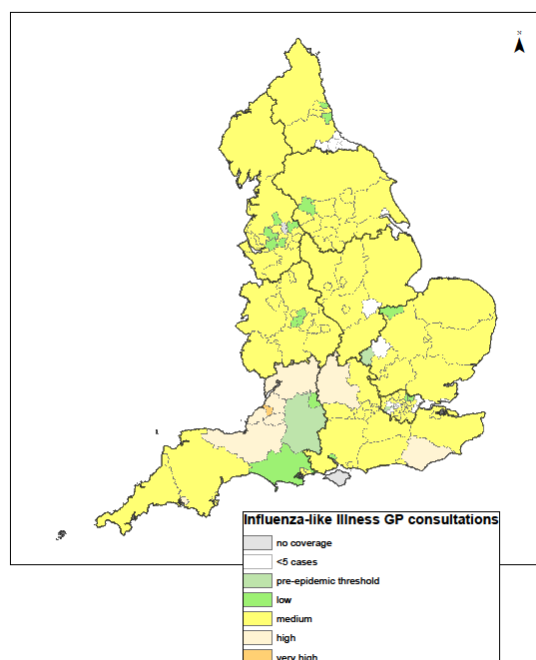 N
Influenza-like Illness GP consultations
no coverage
<5 cases
pre-epidemic threshold
low
medium
high
very high